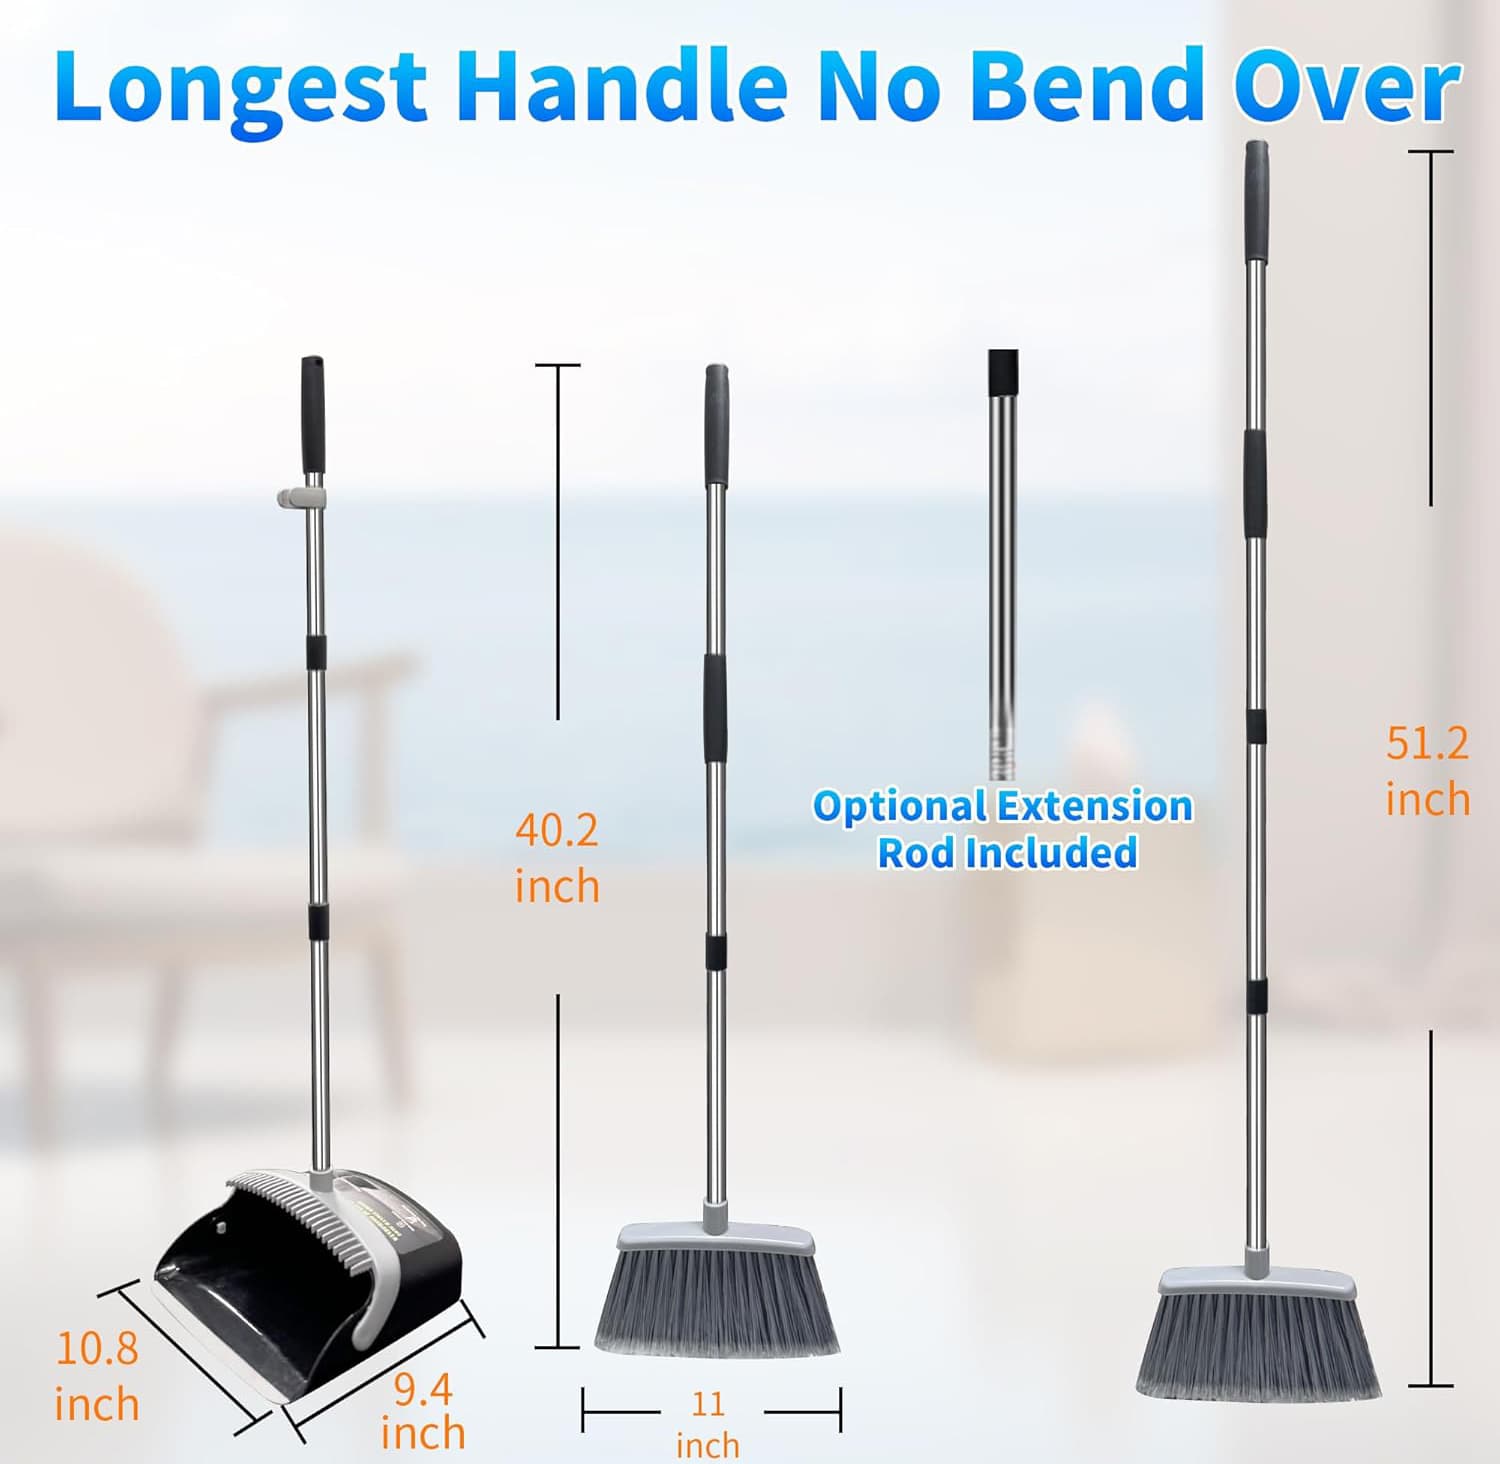 Longest Handle No Bend Over
40.2
inch
Optional Extension
Rod Included
51.2
inch
10.8
inch
9.4
inch
11
inch